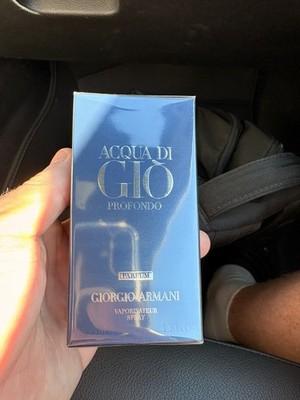 ACQUA DI
GIÒ
PROFONDO
PARFUM
GIORGIO ARMANI
VAPORISATEUR
SPRAY